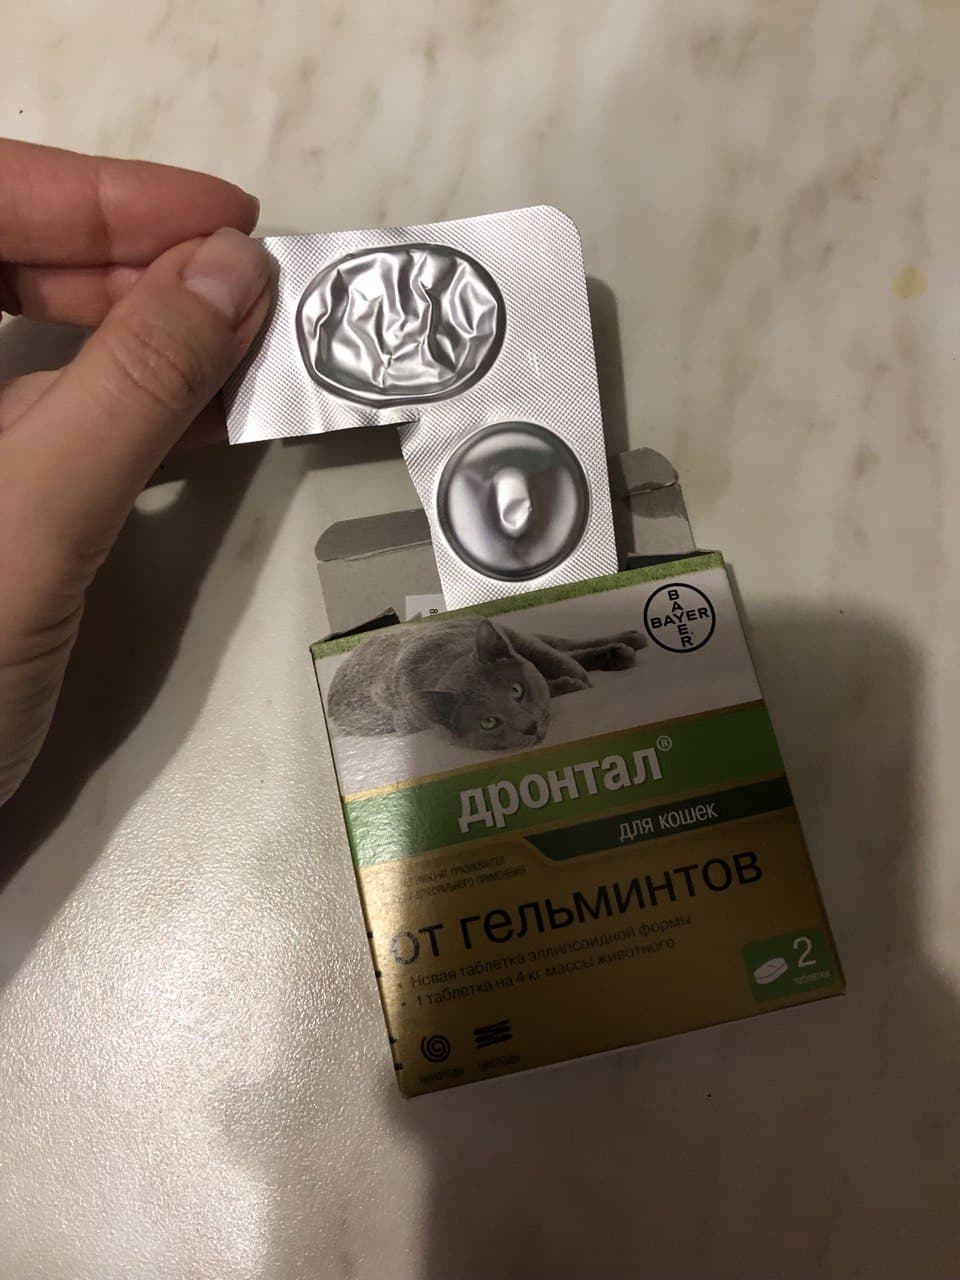 8
BAYER
BAYER
дронтал®
для кошек
от гельминтов
Новая таблетка эллипсоидной формы
1 таблетка на 4 кг массы животного
2
таблетки